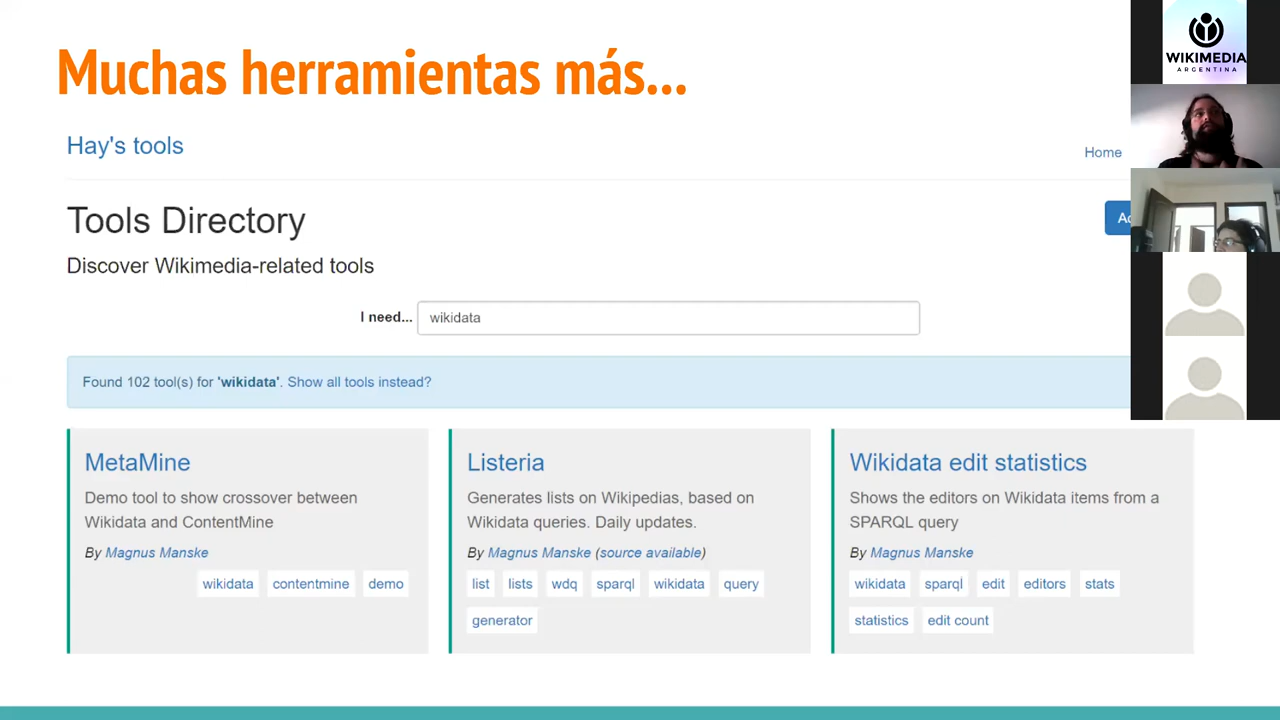 Muchas herramientas más...
WIKIMEDIA
ARGENTINA
Hay's tools
Home
Tools Directory
Discover Wikimedia-related tools
I need... wikidata
Found 102 tool(s) for 'wikidata'. Show all tools instead?
MetaMine
Demo tool to show crossover between
Wikidata and ContentMine
By Magnus Manske
wikidata contentmine demo
Listeria
Generates lists on Wikipedias, based on
Wikidata queries. Daily updates.
By Magnus Manske (source available)
list lists wdq sparql wikidata query
generator
Wikidata edit statistics
Shows the editors on Wikidata items from a
SPARQL query
By Magnus Manske
wikidata sparql edit editors stats
statistics edit count